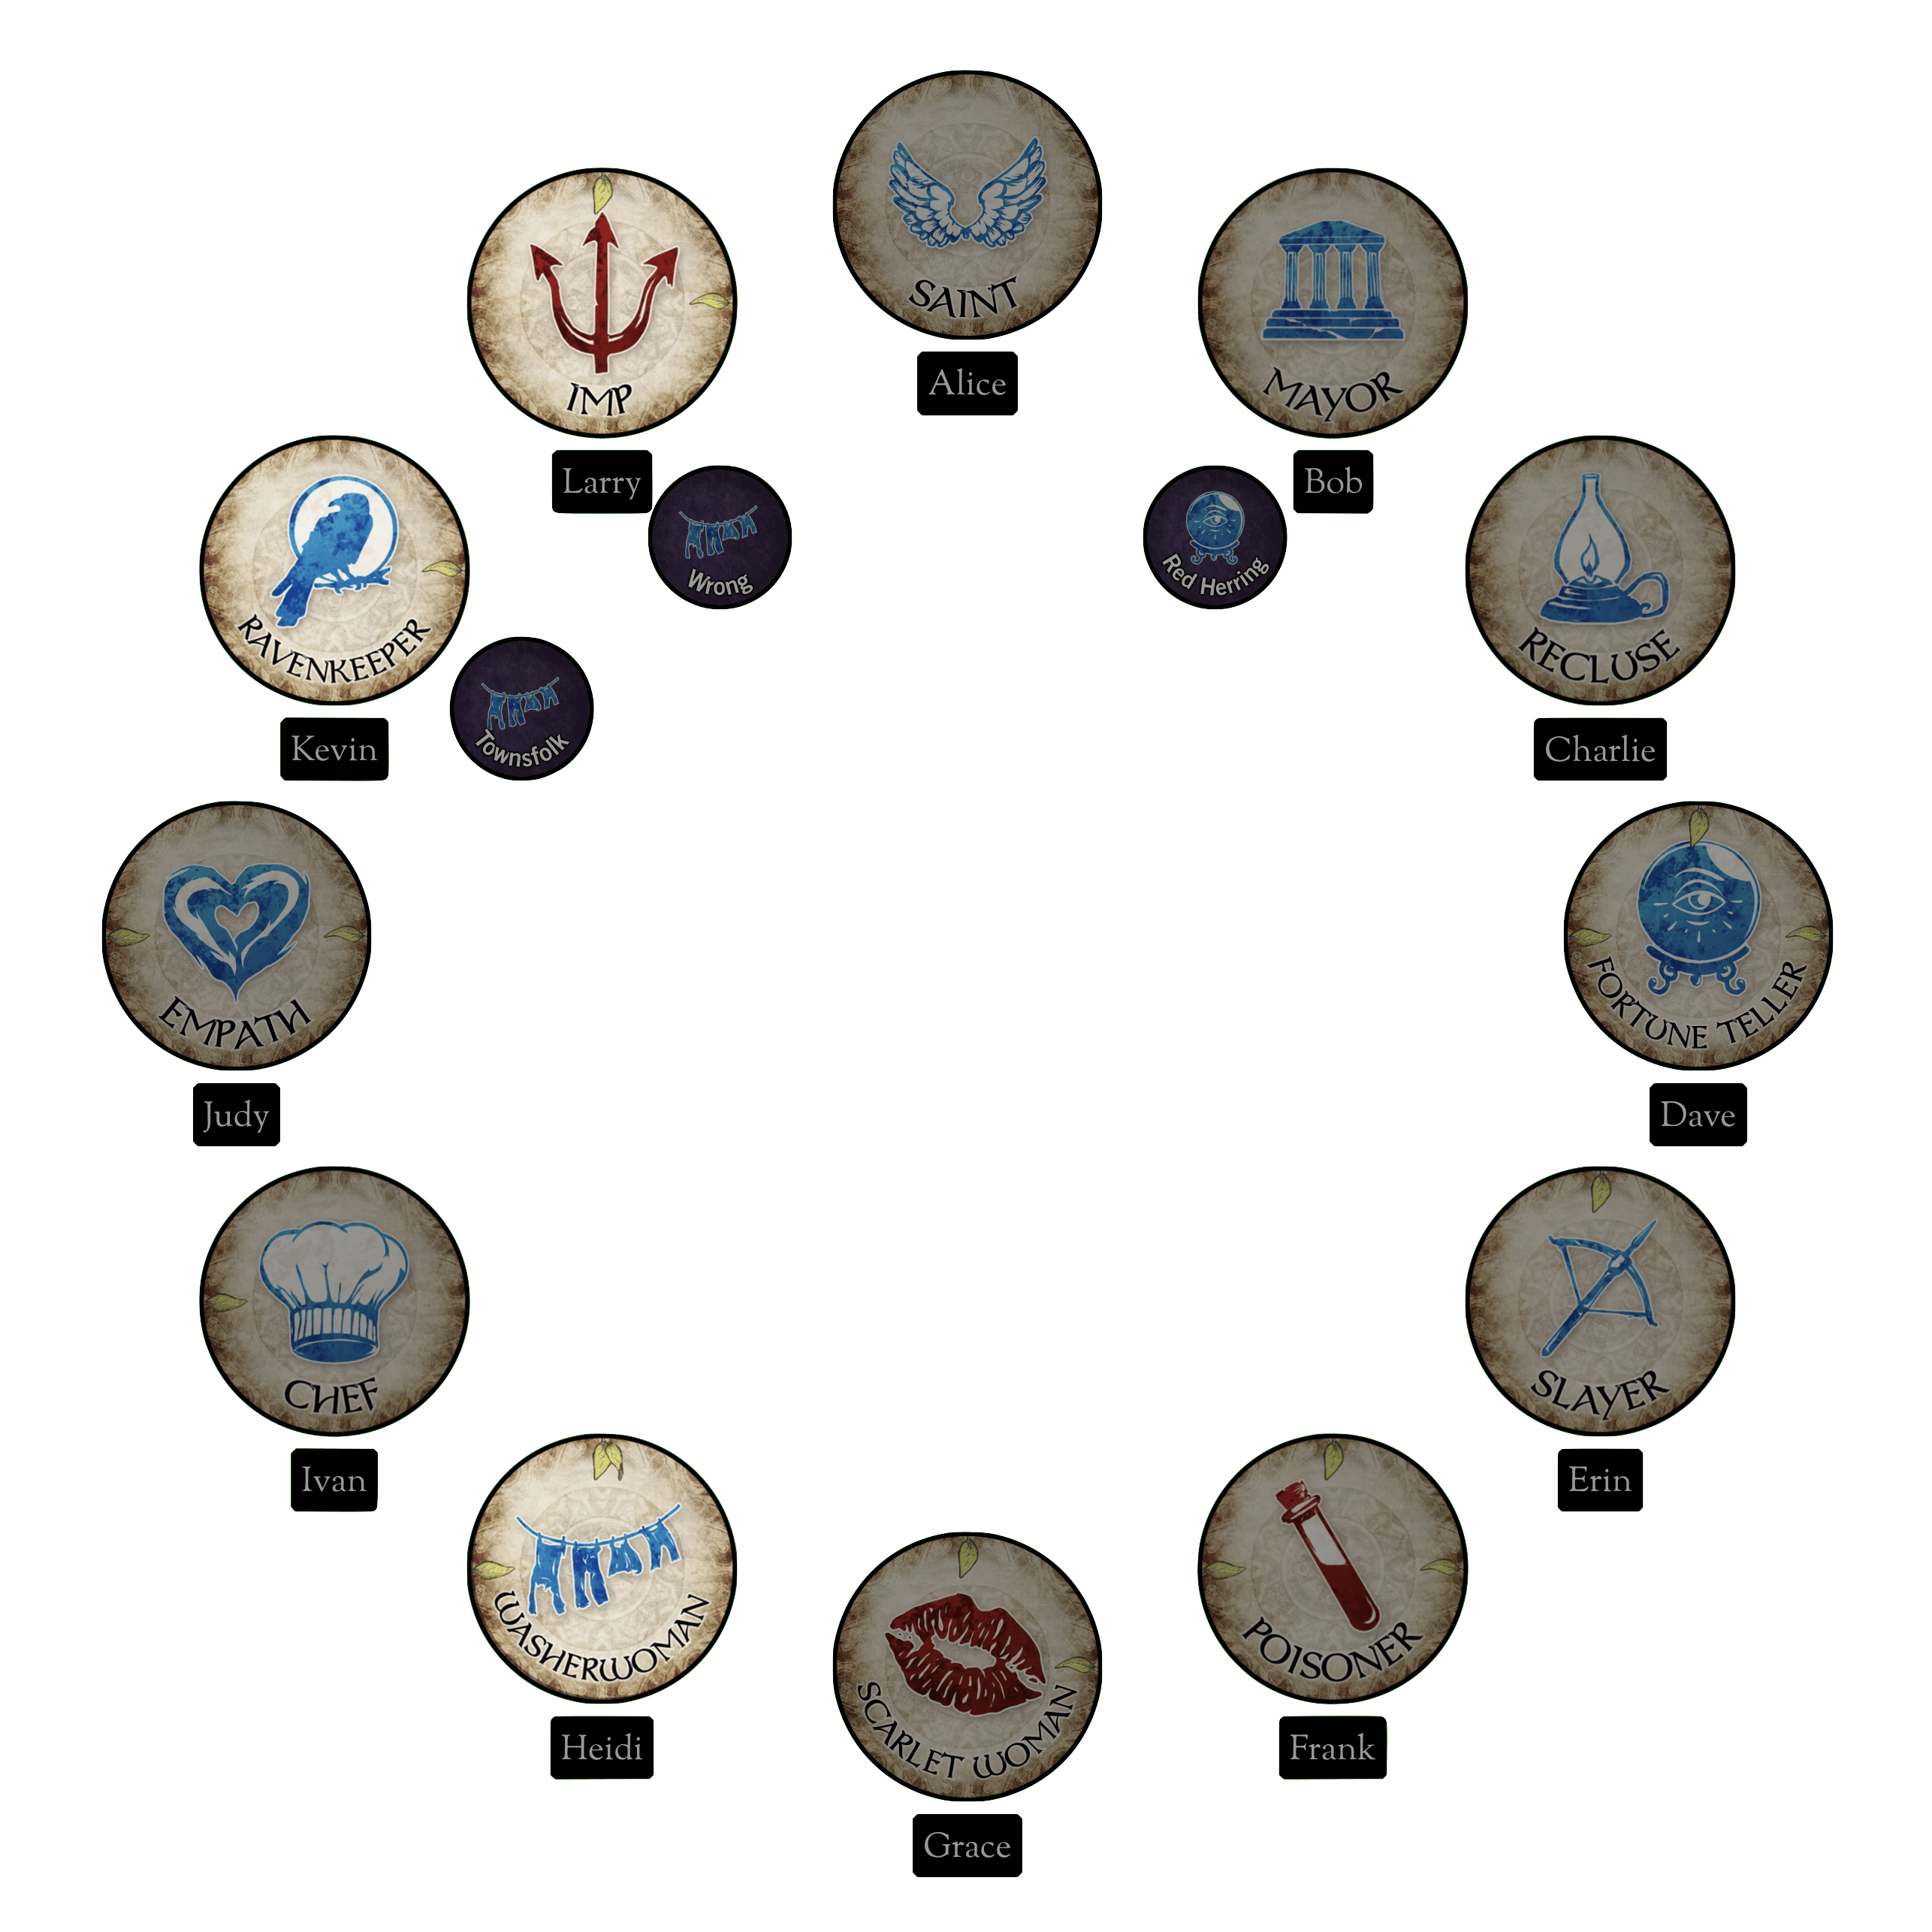 SAINT
Alice
IMP
Larry
Wrong
MAYOR
Bob
Red Herring
RAVENKEEPER
Kevin
Townsfolk
RECLUSE
Charlie
EMPATH
Judy
FORTUNE TELLER
Dave
CHEF
Ivan
SLAYER
Erin
WASHERWOMAN
Heidi
POISONER
Frank
SCARLET WOMAN
Grace